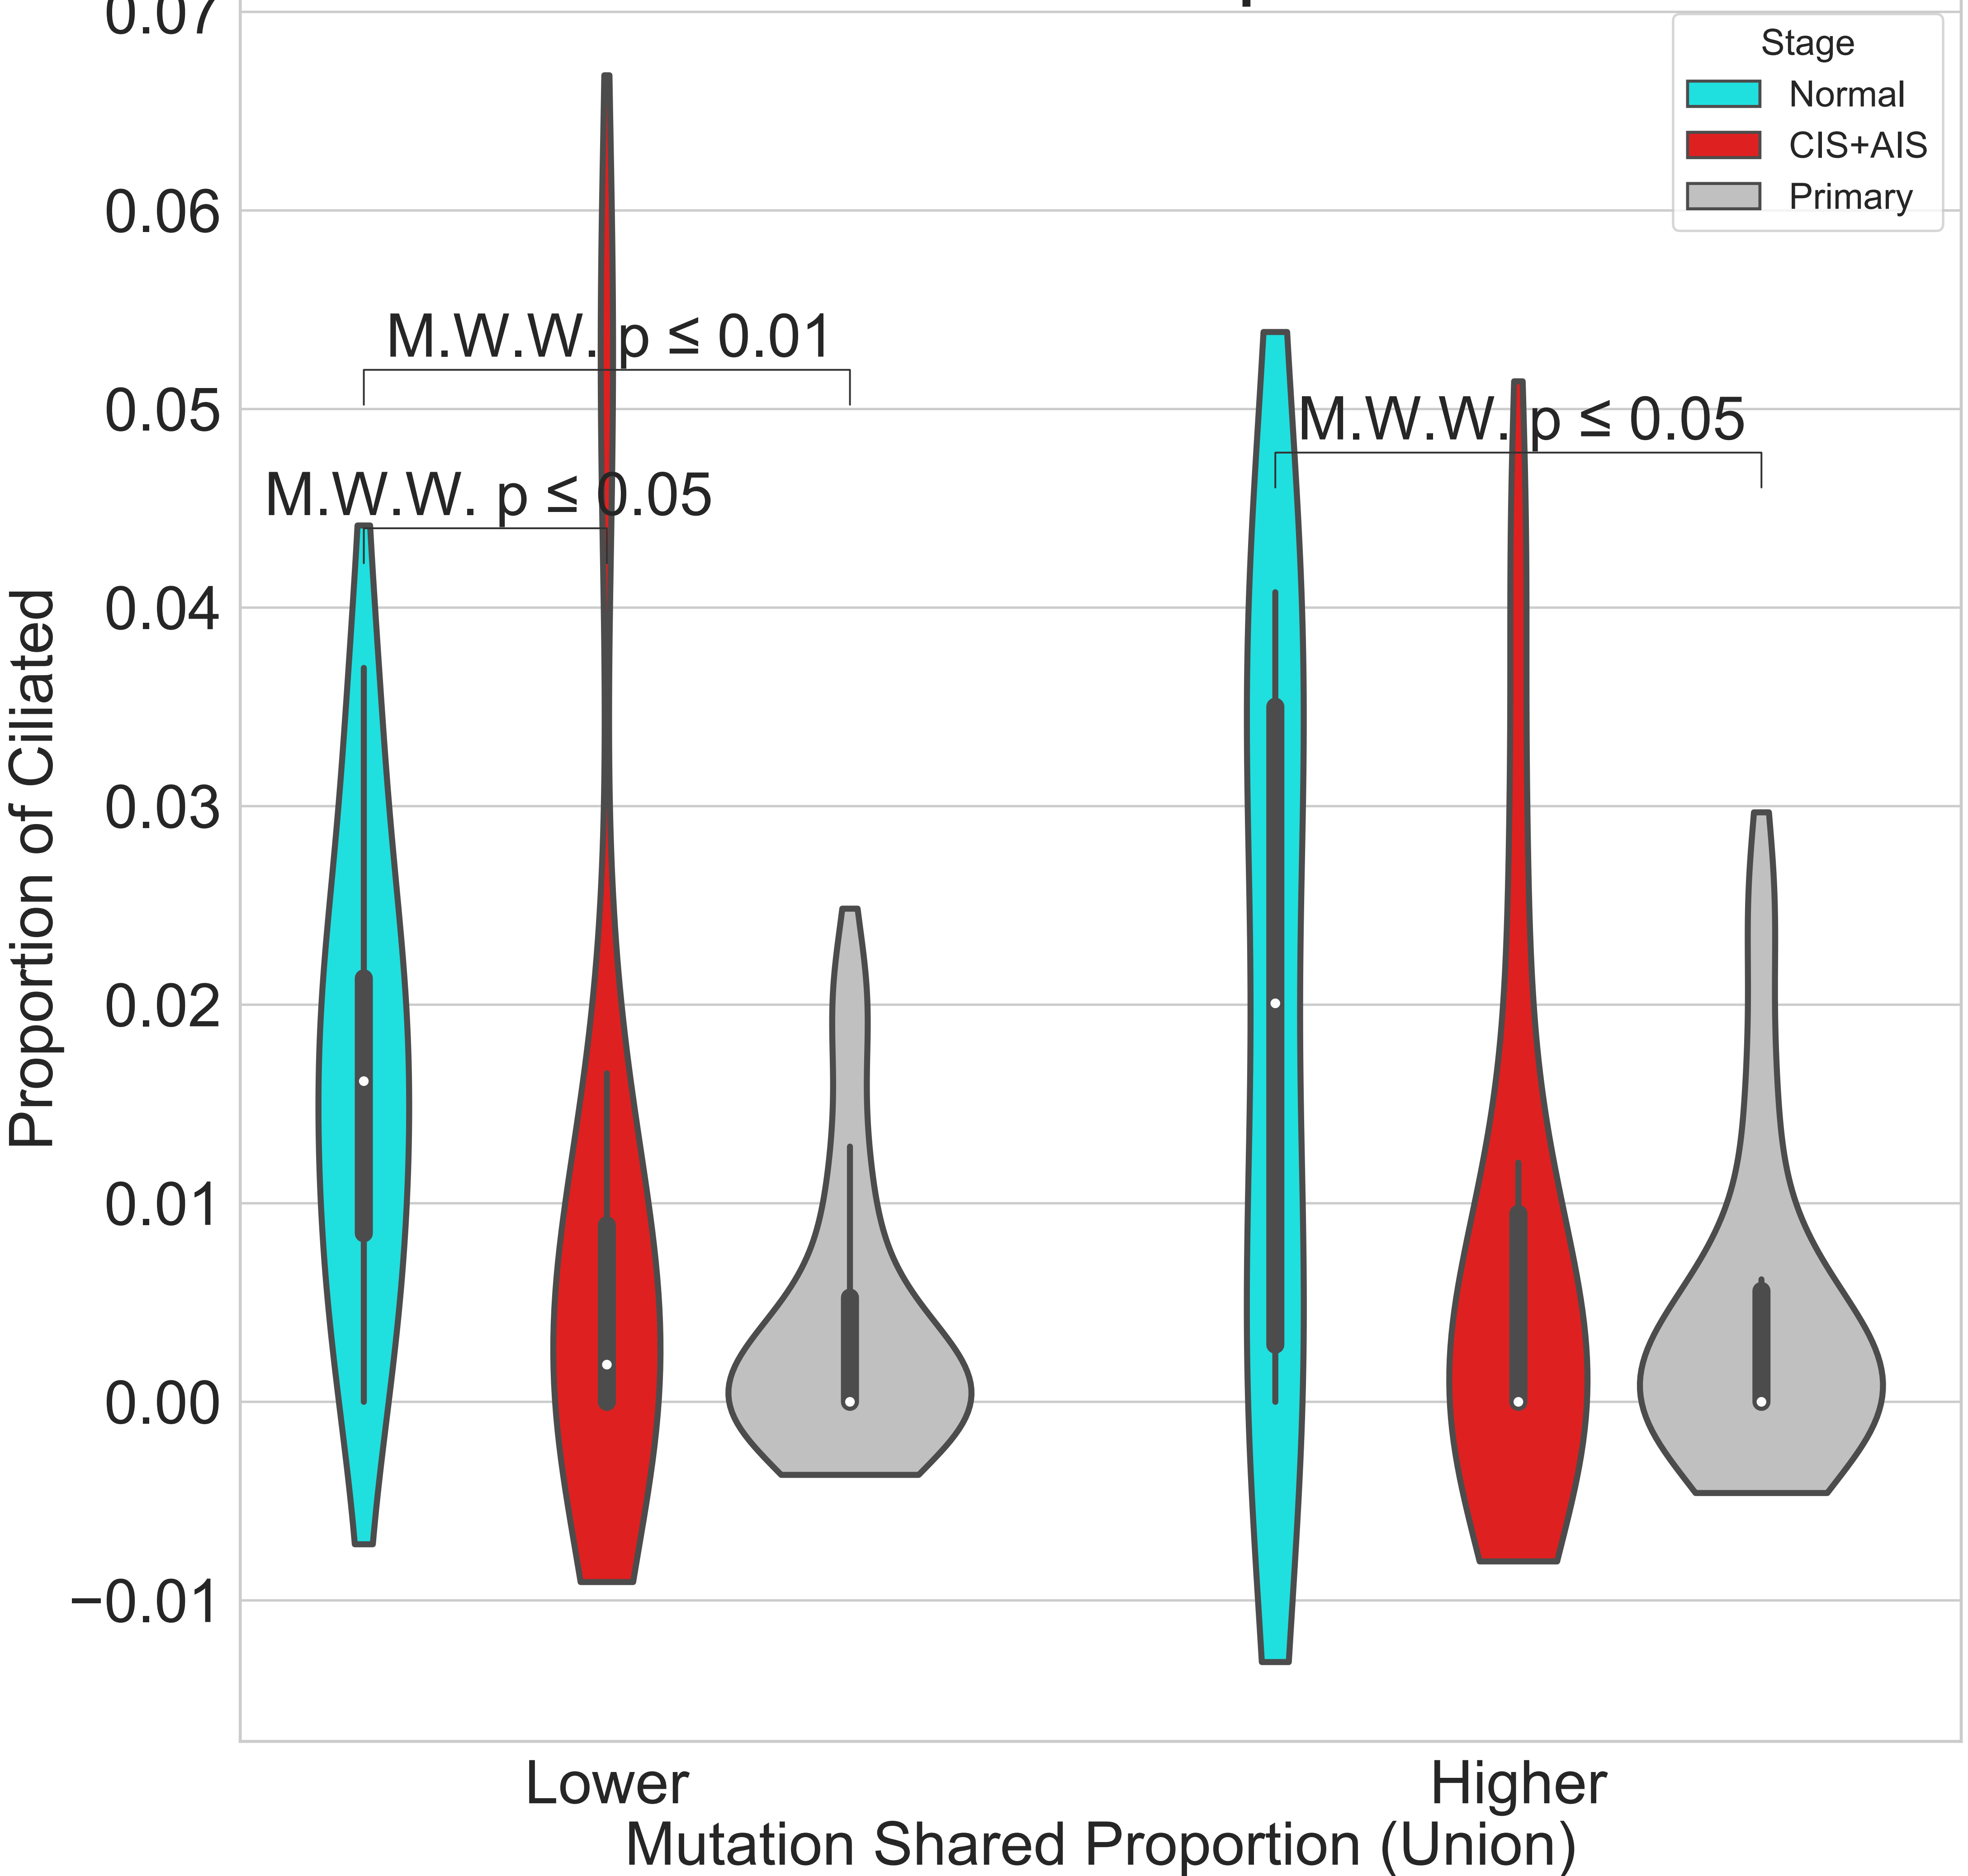 0.07
Stage
Normal
CIS+AIS
Primary
0.06
M.W.W. p ≤ 0.01
0.05
M.W.W. p ≤ 0.05
M.W.W. p ≤ 0.05
0.04
Proportion of Ciliated
0.03
0.02
0.01
0.00
−0.01
Lower
Higher
Mutation Shared Proportion (Union)